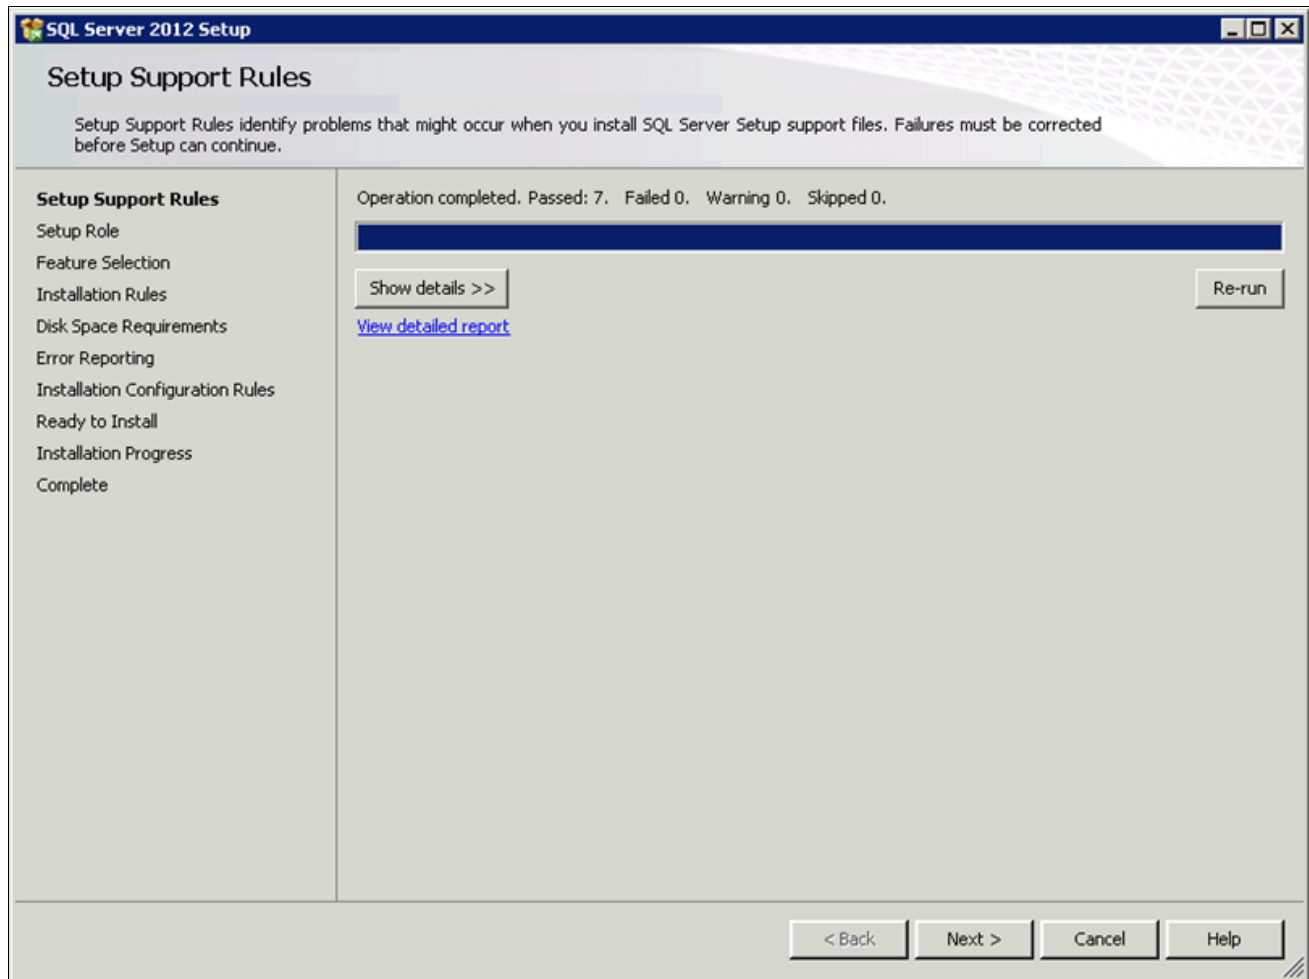 SQL Server 2012 Setup
Setup Support Rules
Setup Support Rules identify problems that might occur when you install SQL Server Setup support files. Failures must be corrected
before Setup can continue.
Setup Support Rules
Setup Role
Feature Selection
Installation Rules
Disk Space Requirements
Error Reporting
Installation Configuration Rules
Ready to Install
Installation Progress
Complete
Operation completed. Passed: 7. Failed 0. Warning 0. Skipped 0.
Show details >>
Re-run
View detailed report
< Back
Next >
Cancel
Help